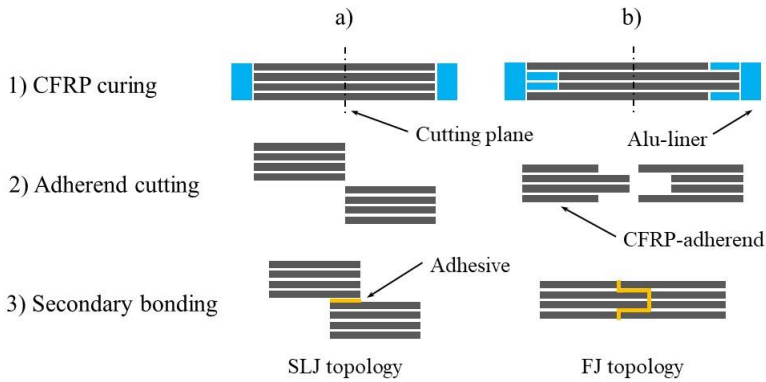 a) b)
1) CFRP curing
Cutting plane Alu-liner
2) Adherend cutting
CFRP-adherend
Adhesive
3) Secondary bonding
SLJ topology FJ topology